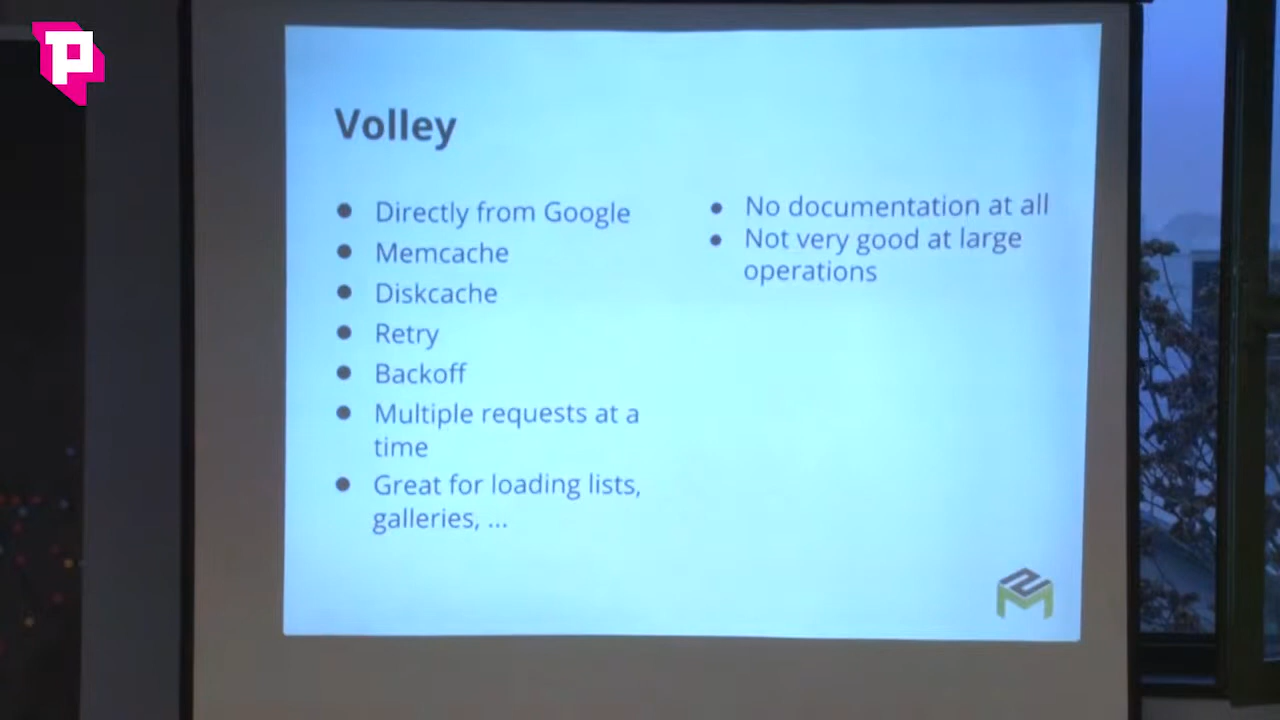 Volley
● Directly from Google
● Memcache
● Diskcache
● Retry
● Backoff
● Multiple requests at a
time
● Great for loading lists,
galleries, ...
● No documentation at all
● Not very good at large
operations